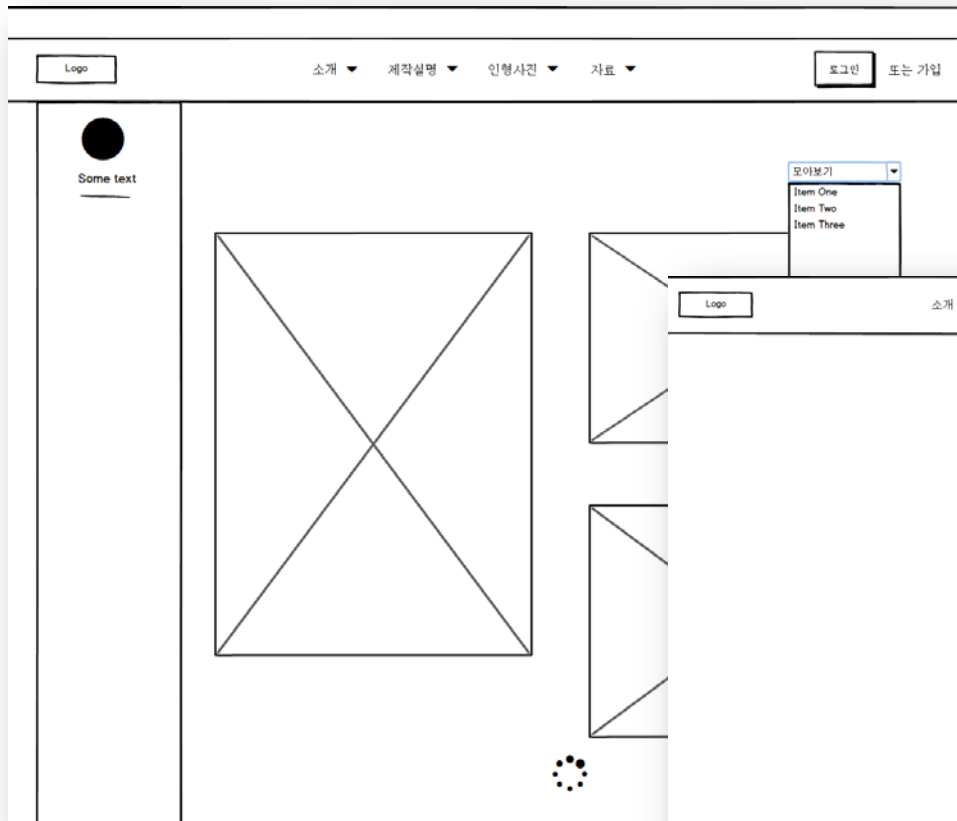 Logo
소개
제작설명
인형사진
자료
로그인
또는 가입
Some text
모아보기
Item One
Item Two
Item Three
Logo
소개